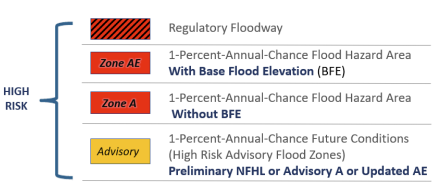 Regulatory Floodway
HIGH
RISK
Zone AE
1-Percent-Annual-Chance Flood Hazard Area
With Base Flood Elevation (BFE)
Zone A
1-Percent-Annual-Chance Flood Hazard Area
Without BFE
Advisory
1-Percent-Annual-Chance Future Conditions
(High Risk Advisory Flood Zones)
Preliminary NFHL or Advisory A or Updated AE